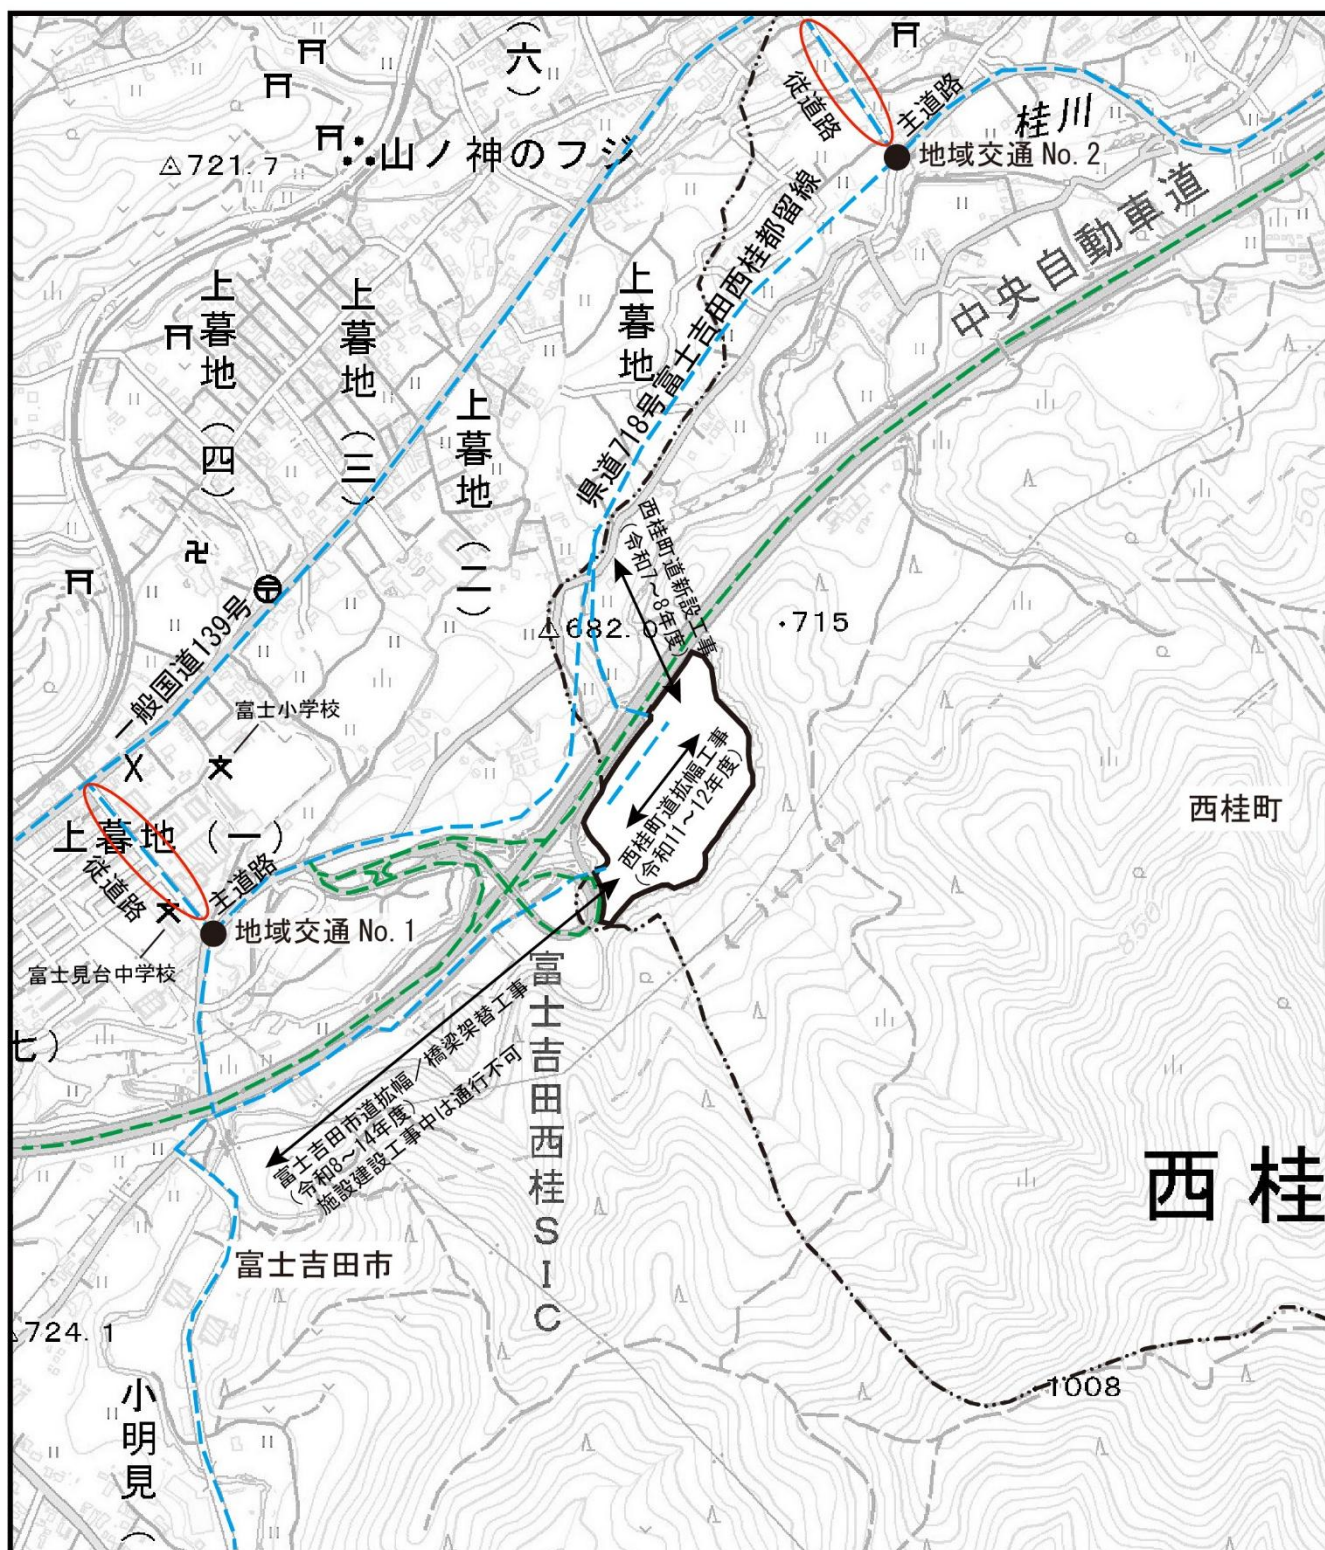 （六）
従道路
主道路
桂川
地域交通 No. 2
山ノ神のフジ
721. 7
中央自動車道
県道718号富士吉田西桂都留線
上暮地
上暮地（四）
上暮地（三）
上暮地（二）
西桂町道新設工事
（令和7～8年度）
682. 0
715
一般国道139号
富士小学校
西桂町道拡幅工事
（令和11～12年度）
西桂町
上暮地（一）
従道路
主道路
地域交通 No. 1
富士見台中学校
七）
富士吉田市道拡幅／橋梁架替工事
（令和8～14年度）
施設建設工事中は通行不可
富士吉田西桂SIC
西桂
富士吉田市
724. 1
1008
小明見（